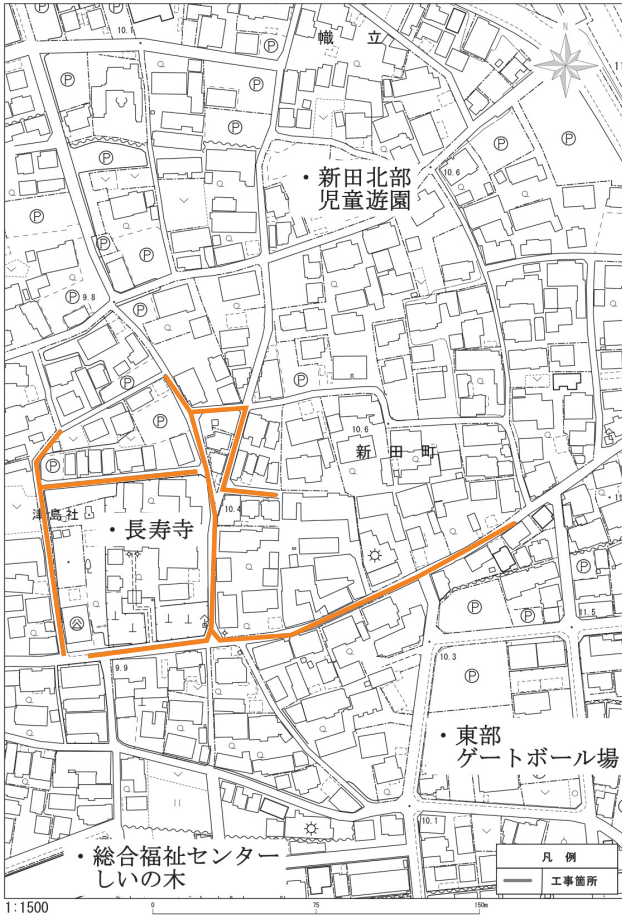 10.1
幟立
N
・新田北部
児童遊園
10.6
9.8
10.6
新田町
津島社
10.4
・長寿寺
11.5
10.3
9.9
・東部
ゲートボール場
10.1
・総合福祉センター
しいの木
凡例
工事箇所
1:1500
0 75 150m